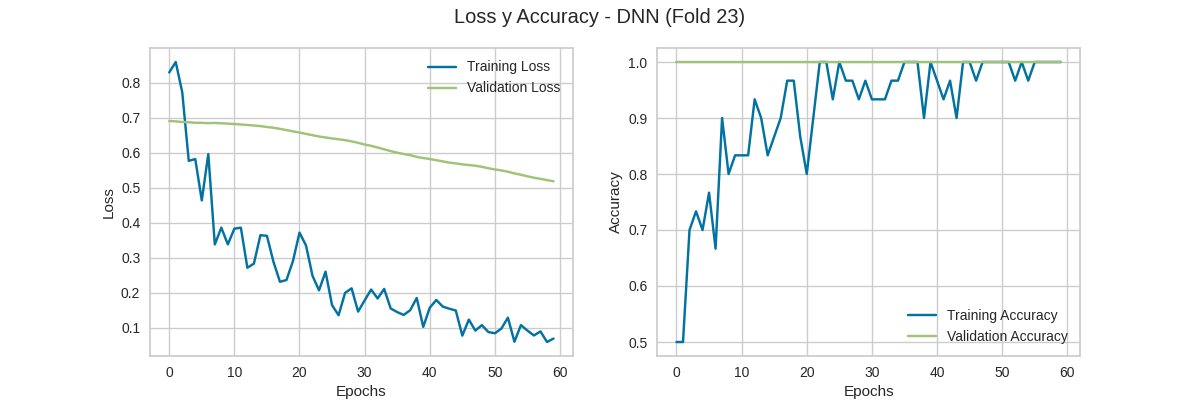 Loss y Accuracy - DNN (Fold 23)
Loss
0.8
0.7
0.6
0.5
0.4
0.3
0.2
0.1
Training Loss
Validation Loss
0 10 20 30 40 50 60
Epochs
Accuracy
1.0
0.9
0.8
0.7
0.6
0.5
Training Accuracy
Validation Accuracy
0 10 20 30 40 50 60
Epochs